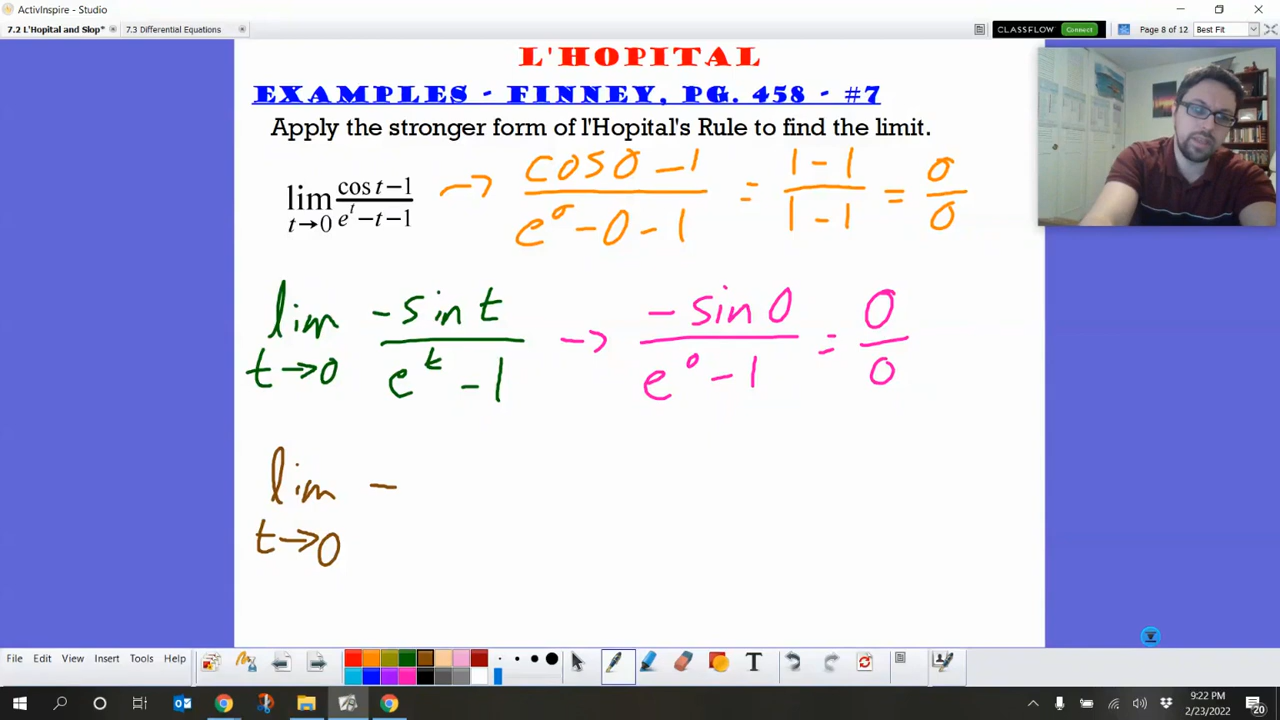 ActivInspire - Studio
7.2 L'Hopital and Slop* 7.3 Differential Equations CLASSFLOW Connect Page 8 of 12 Best Fit
L'HOPITAL
EXAMPLES - FINNEY, PG. 458 - #7
Apply the stronger form of l'Hopital's Rule to find the limit.
lim t→0 (cos t − 1)/(e^t − t − 1) → (cos 0 − 1)/(e^0 − 0 − 1) = (1 − 1)/(1 − 1) = 0/0
lim t→0 (− sin t)/(e^t − 1) → (− sin 0)/(e^0 − 1) = 0/0
lim t→0 −
File Edit View Insert Tools Help
9:22 PM
2/23/2022
20